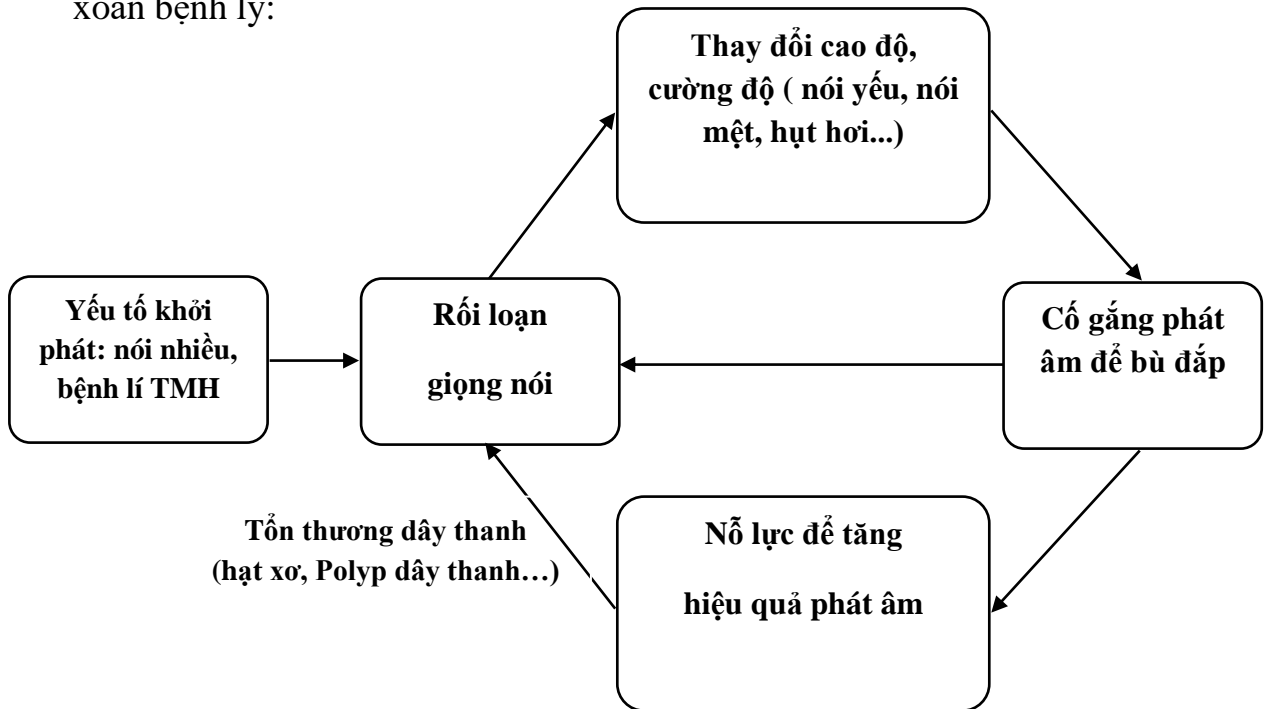 xoắn bệnh lý:
Thay đổi cao độ,
cường độ ( nói yếu, nói
mệt, hụt hơi...)
Yếu tố khởi
phát: nói nhiều,
bệnh lí TMH
Rối loạn
giọng nói
Cố gắng phát
âm để bù đắp
Tổn thương dây thanh
(hạt xơ, Polyp dây thanh…)
Nỗ lực để tăng
hiệu quả phát âm